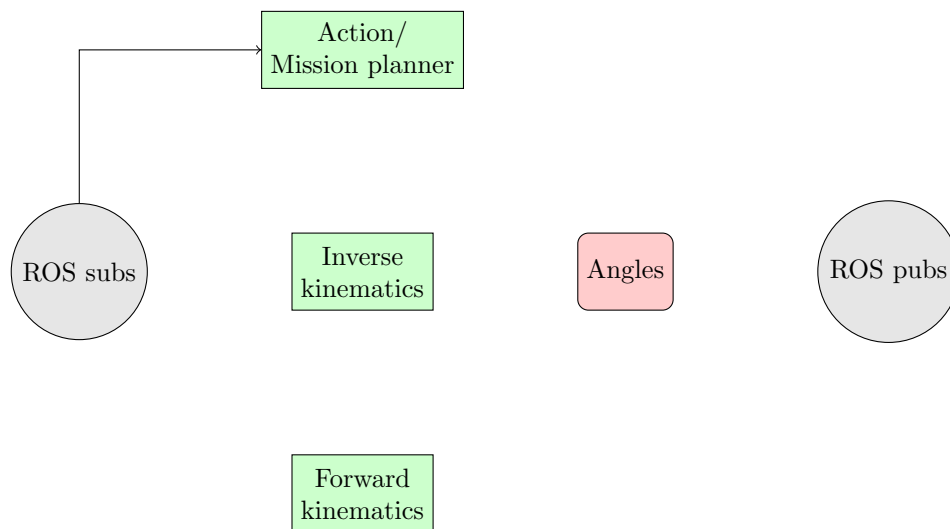 Action/
Mission planner
ROS subs
Inverse
kinematics
Angles
ROS pubs
Forward
kinematics